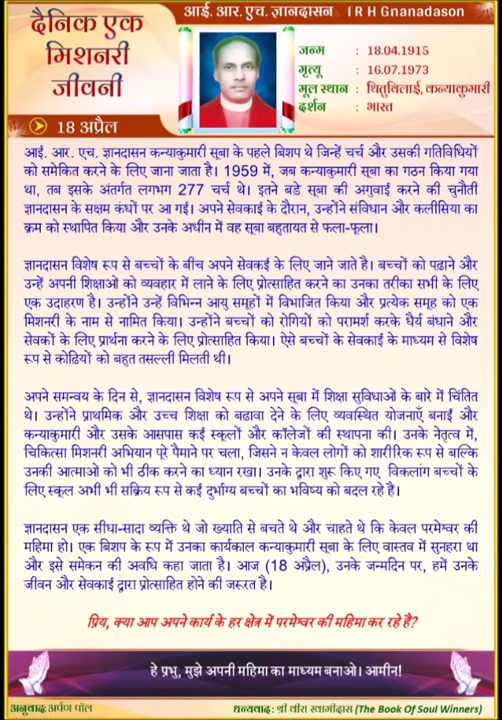 दैनिक एक
मिशनरी
जीवनी
18 अप्रैल
आई. आर. एच. ज्ञानदासन I R H Gnanadason
जन्म : 18.04.1915
मृत्यू : 16.07.1973
मूल स्थान : थितुविलाई, कन्याकुमारी
दर्शन : भारत
आई. आर. एच. ज्ञानदासन कन्याकुमारी सूबा के पहले बिशप थे जिन्हें चर्च और उसकी गतिविधियों
को समेकित करने के लिए जाना जाता है। 1959 में, जब कन्याकुमारी सूबा का गठन किया गया
था, तब इसके अंतर्गत लगभग 277 चर्च थे। इतने बड़े सूबा की अगुवाई करने की चुनौती
ज्ञानदासन के सक्षम कंधों पर आ गई। अपने सेवकाई के दौरान, उन्होंने संविधान और कलीसिया का
क्रम को स्थापित किया और उनके अधीन में वह सूबा बहुतायत से फला-फूला।
ज्ञानदासन विशेष रूप से बच्चों के बीच अपने सेवकई के लिए जाने जाते है। बच्चों को पढ़ाने और
उन्हें अपनी शिक्षाओं को व्यवहार में लाने के लिए प्रोत्साहित करने का उनका तरीका सभी के लिए
एक उदाहरण है। उन्होंने उन्हें विभिन्न आयु समूहों में विभाजित किया और प्रत्येक समूह को एक
मिशनरी के नाम से नामित किया। उन्होंने बच्चों को रोगियों को परामर्श करके धैर्य बंधाने और
सेवकों के लिए प्रार्थना करने के लिए प्रोत्साहित किया। ऐसे बच्चों के सेवकाई के माध्यम से विशेष
रूप से कोढ़ियों को बहुत तसल्ली मिलती थी।
अपने समन्वय के दिन से, ज्ञानदासन विशेष रूप से अपने सूबा में शिक्षा सुविधाओं के बारे में चिंतित
थे। उन्होंने प्राथमिक और उच्च शिक्षा को बढ़ावा देने के लिए व्यवस्थित योजनाएँ बनाईं और
कन्याकुमारी और उसके आसपास कई स्कूलों और कॉलेजों की स्थापना की। उनके नेतृत्व में,
चिकित्सा मिशनरी अभियान पूरे पैमाने पर चला, जिसने न केवल लोगों को शारीरिक रूप से बाल्कि
उनकी आत्माओ को भी ठीक करने का ध्यान रखा। उनके द्वारा शुरू किए गए, विकलांग बच्चों के
लिए स्कूल अभी भी सक्रिय रूप से कई दुर्भाग्य बच्चों का भविष्य को बदल रहे हैं।
ज्ञानदासन एक सीधा-सादा व्यक्ति थे जो ख्याति से बचते थे और चाहते थे कि केवल परमेश्वर की
महिमा हो। एक बिशप के रूप में उनका कार्यकाल कन्याकुमारी सूबा के लिए वास्तव में सुनहरा था
और इसे समेकन की अवधि कहा जाता है। आज (18 अप्रैल), उनके जन्मदिन पर, हमें उनके
जीवन और सेवकाई द्वारा प्रोत्साहित होने की जरूरत है।
प्रिय, क्या आप अपने कार्य के हर क्षेत्र में परमेश्वर की महिमा कर रहे हैं?
हे प्रभु, मुझे अपनी महिमा का माध्यम बनाओ। आमीन!
अनुवाद: अर्पण पॉल धन्यवाद: श्री वीरा स्वामीदास (The Book Of Soul Winners)